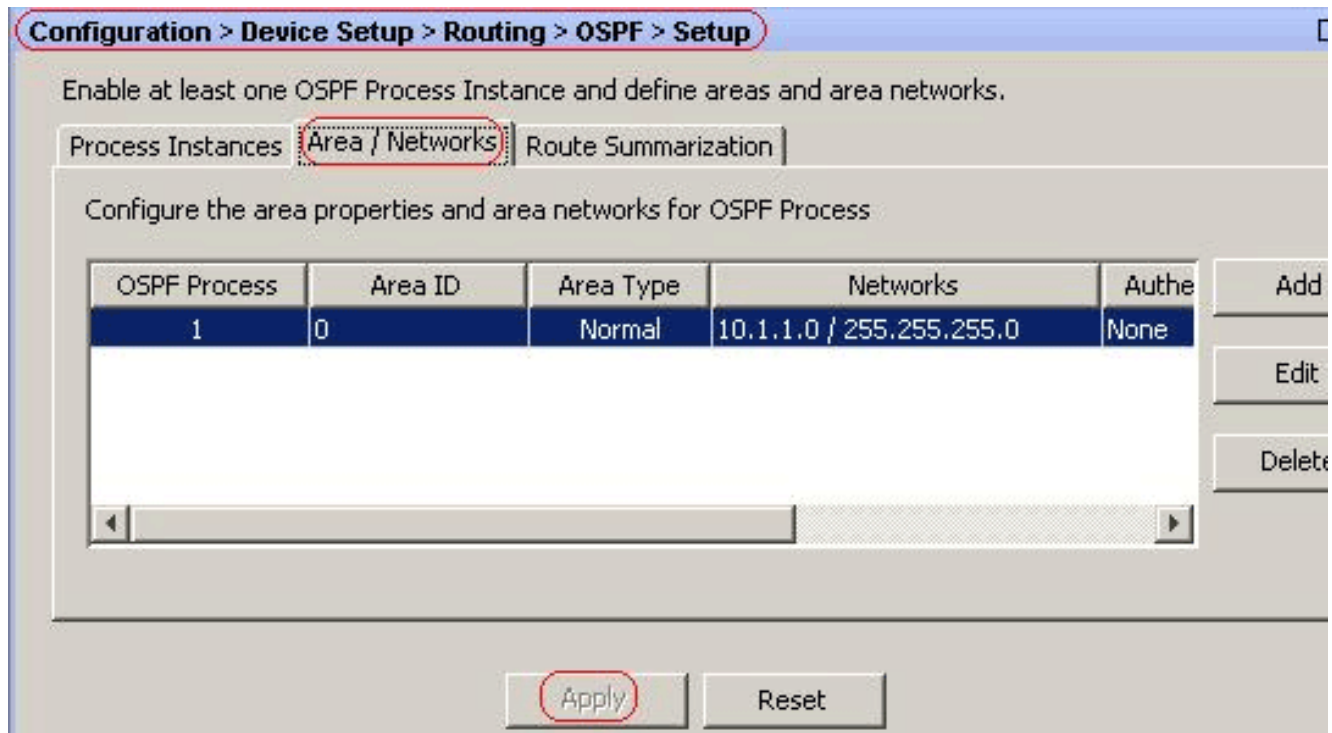 Configuration > Device Setup > Routing > OSPF > Setup
Enable at least one OSPF Process Instance and define areas and area networks.
Process Instances Area / Networks Route Summarization
Configure the area properties and area networks for OSPF Process
OSPF Process Area ID Area Type Networks Authe
1 0 Normal 10.1.1.0 / 255.255.255.0 None
Add
Edit
Delete
Apply Reset